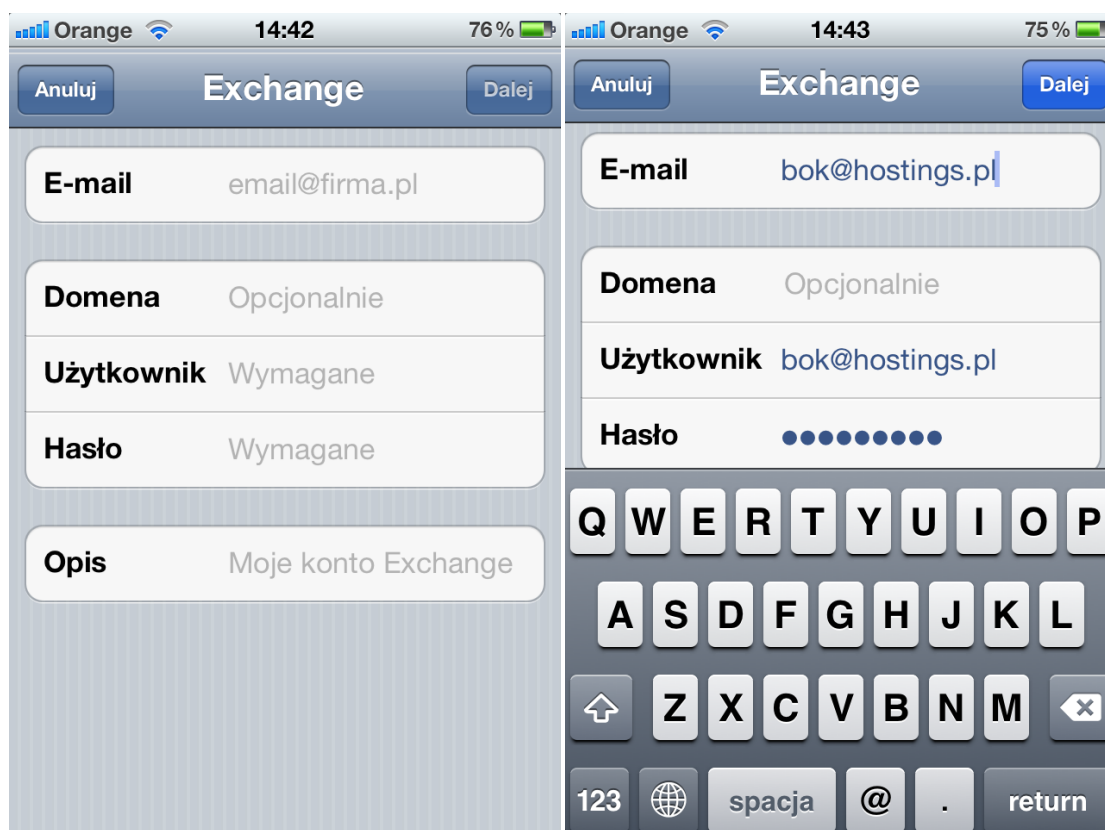 Orange 14:42 76%
Anuluj Exchange Dalej
E-mail email@firma.pl
Domena Opcjonalnie
Użytkownik Wymagane
Hasło Wymagane
Opis Moje konto Exchange
Orange 14:43 75%
Anuluj Exchange Dalej
E-mail bok@hostings.pl
Domena Opcjonalnie
Użytkownik bok@hostings.pl
Hasło ●●●●●●●●●
Q W E R T Y U I O P
A S D F G H J K L
Z X C V B N M
123 spacja @ . return